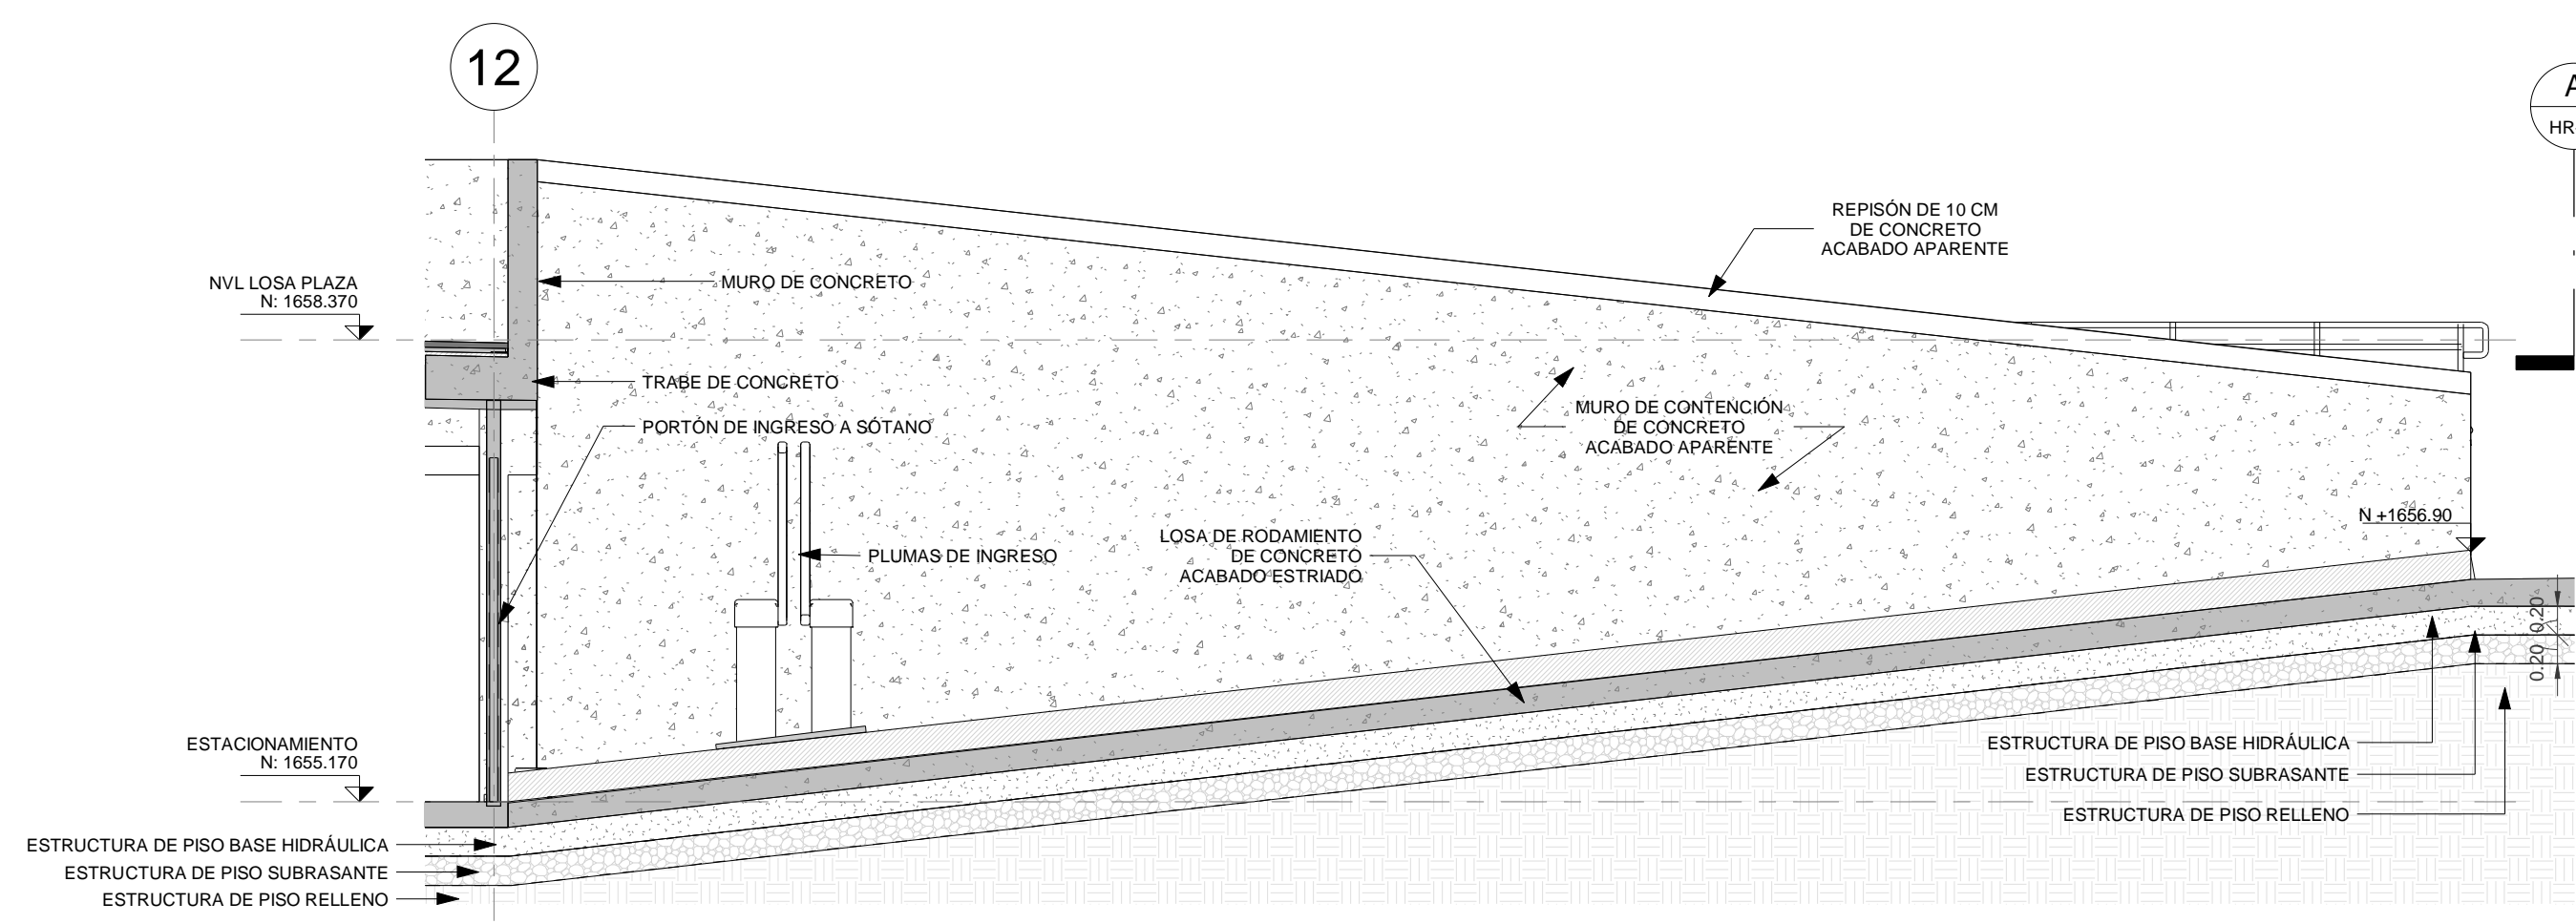 12
A
HR
REPISÓN DE 10 CM
DE CONCRETO
ACABADO APARENTE
NVL LOSA PLAZA
N: 1658.370
MURO DE CONCRETO
TRABE DE CONCRETO
PORTÓN DE INGRESO A SÓTANO
MURO DE CONTENCIÓN
DE CONCRETO
ACABADO APARENTE
PLUMAS DE INGRESO
LOSA DE RODAMIENTO
DE CONCRETO
ACABADO ESTRIADO
N +1656.90
0.20
0.20
ESTACIONAMIENTO
N: 1655.170
ESTRUCTURA DE PISO BASE HIDRÁULICA
ESTRUCTURA DE PISO SUBRASANTE
ESTRUCTURA DE PISO RELLENO
ESTRUCTURA DE PISO BASE HIDRÁULICA
ESTRUCTURA DE PISO SUBRASANTE
ESTRUCTURA DE PISO RELLENO